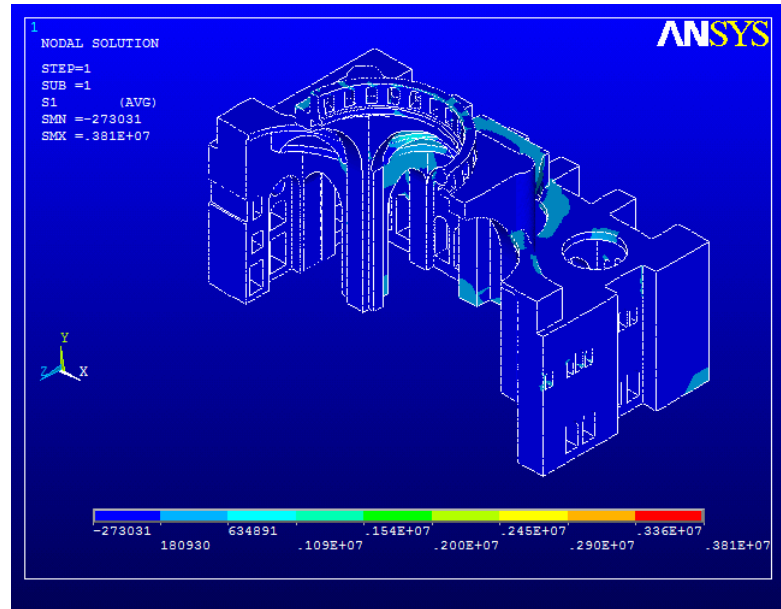 1
ANSYS
NODAL SOLUTION
STEP=1
SUB =1
S1 (AVG)
SMN =-273031
SMX =.381E+07
Y
Z X
-273031 634891 .154E+07 .245E+07 .336E+07
180930 .109E+07 .200E+07 .290E+07 .381E+07